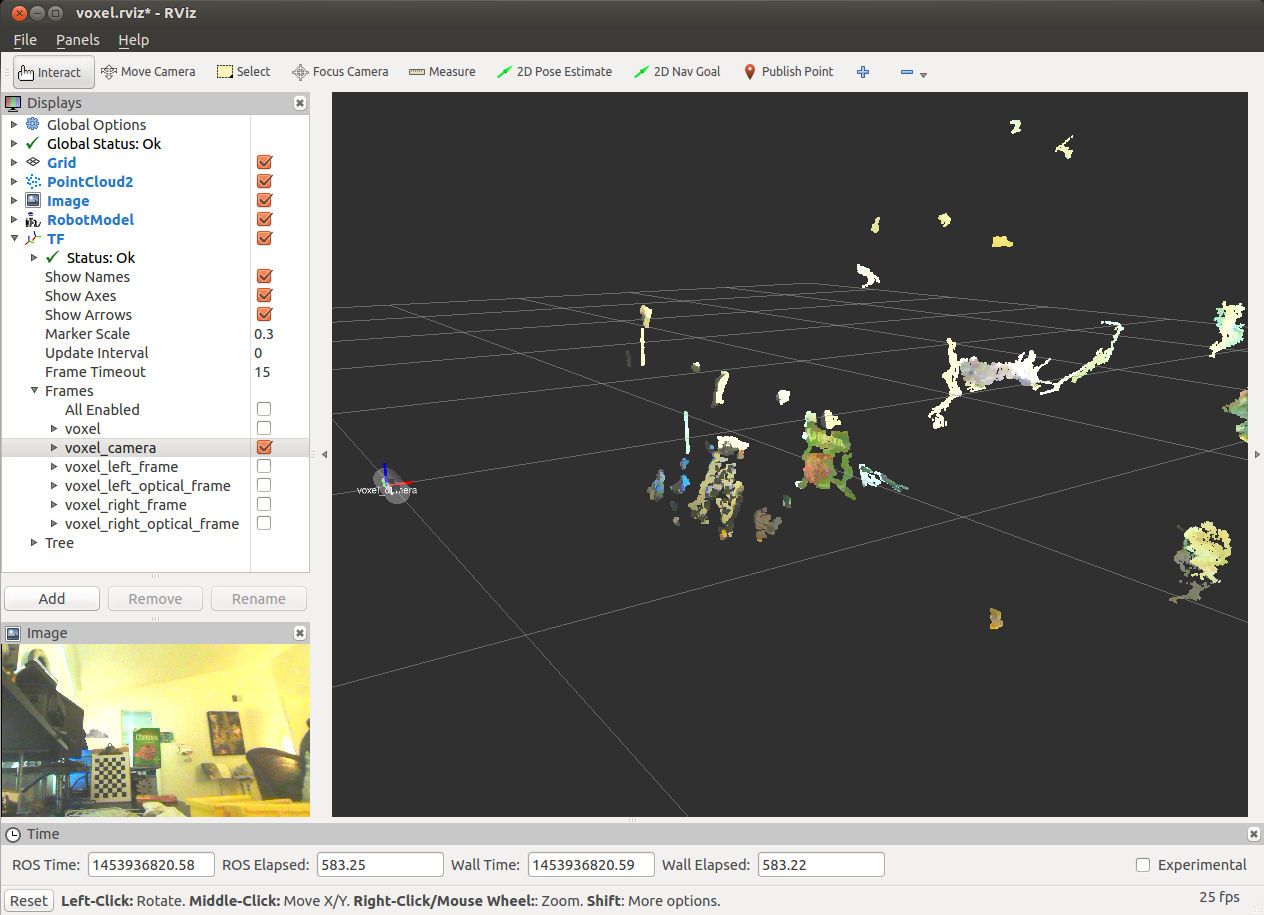 voxel.rviz* - RViz
File Panels Help
Interact Move Camera Select Focus Camera Measure 2D Pose Estimate 2D Nav Goal Publish Point
Displays
Global Options
Global Status: Ok
Grid
PointCloud2
Image
RobotModel
TF
Status: Ok
Show Names
Show Axes
Show Arrows
Marker Scale 0.3
Update Interval 0
Frame Timeout 15
Frames
All Enabled
voxel
voxel_camera
voxel_left_frame
voxel_left_optical_frame
voxel_right_frame
voxel_right_optical_frame
Tree
Add Remove Rename
Image
Cheerios
voxel_camera
Time
ROS Time: 1453936820.58 ROS Elapsed: 583.25 Wall Time: 1453936820.59 Wall Elapsed: 583.22 Experimental
Reset Left-Click: Rotate. Middle-Click: Move X/Y. Right-Click/Mouse Wheel:: Zoom. Shift: More options. 25 fps